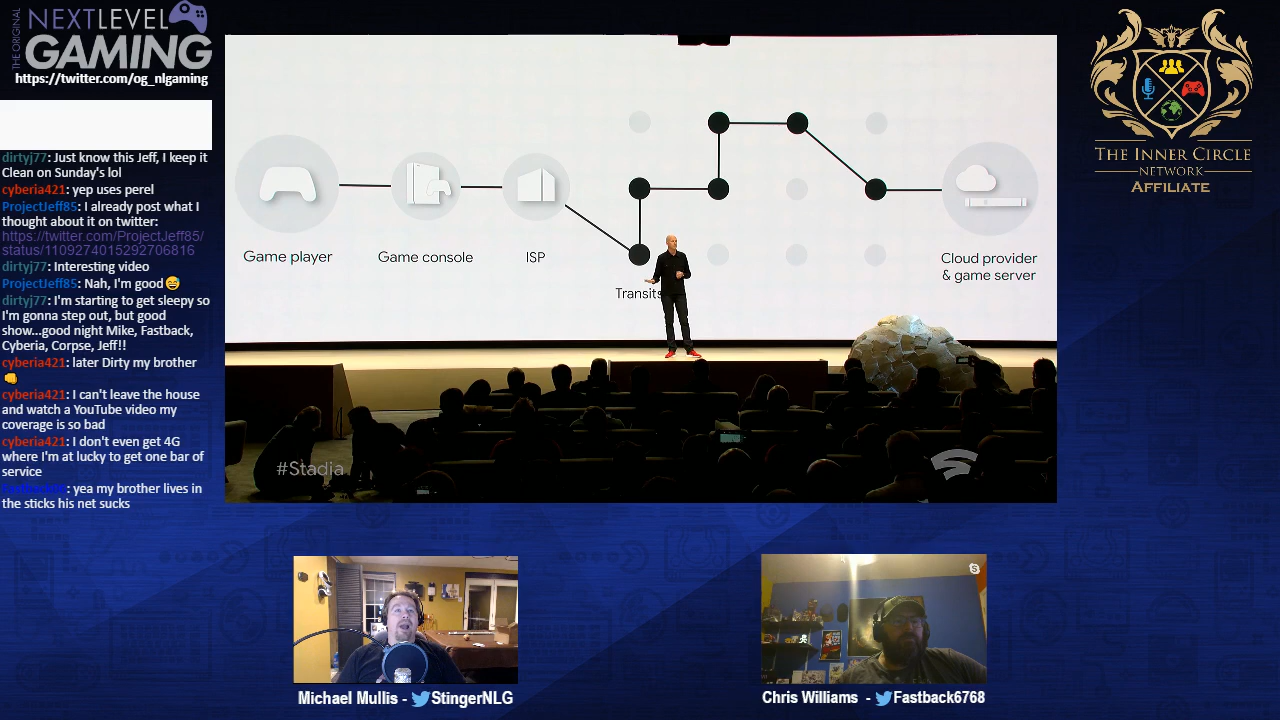 THE ORIGINAL
NEXTLEVEL
GAMING
https://twitter.com/og_nlgaming
dirtyj77: Just know this Jeff, I keep it
Clean on Sunday's lol
cyberia421: yep uses perel
ProjectJeff85: I already post what I
thought about it on twitter:
https://twitter.com/ProjectJeff85/
status/1109274015292706816
dirtyj77: Interesting video
ProjectJeff85: Nah, I'm good😅
dirtyj77: I'm starting to get sleepy so
I'm gonna step out, but good
show...good night Mike, Fastback,
Cyberia, Corpse, Jeff!!
cyberia421: later Dirty my brother
👊
cyberia421: I can't leave the house
and watch a YouTube video my
coverage is so bad
cyberia421: I don't even get 4G
where I'm at lucky to get one bar of
service
: yea my brother lives in
the sticks his net sucks
Game player
Game console
ISP
Transits
Cloud provider
& game server
#Stadia
THE INNER CIRCLE
NETWORK
AFFILIATE
Michael Mullis - StingerNLG
Chris Williams - Fastback6768